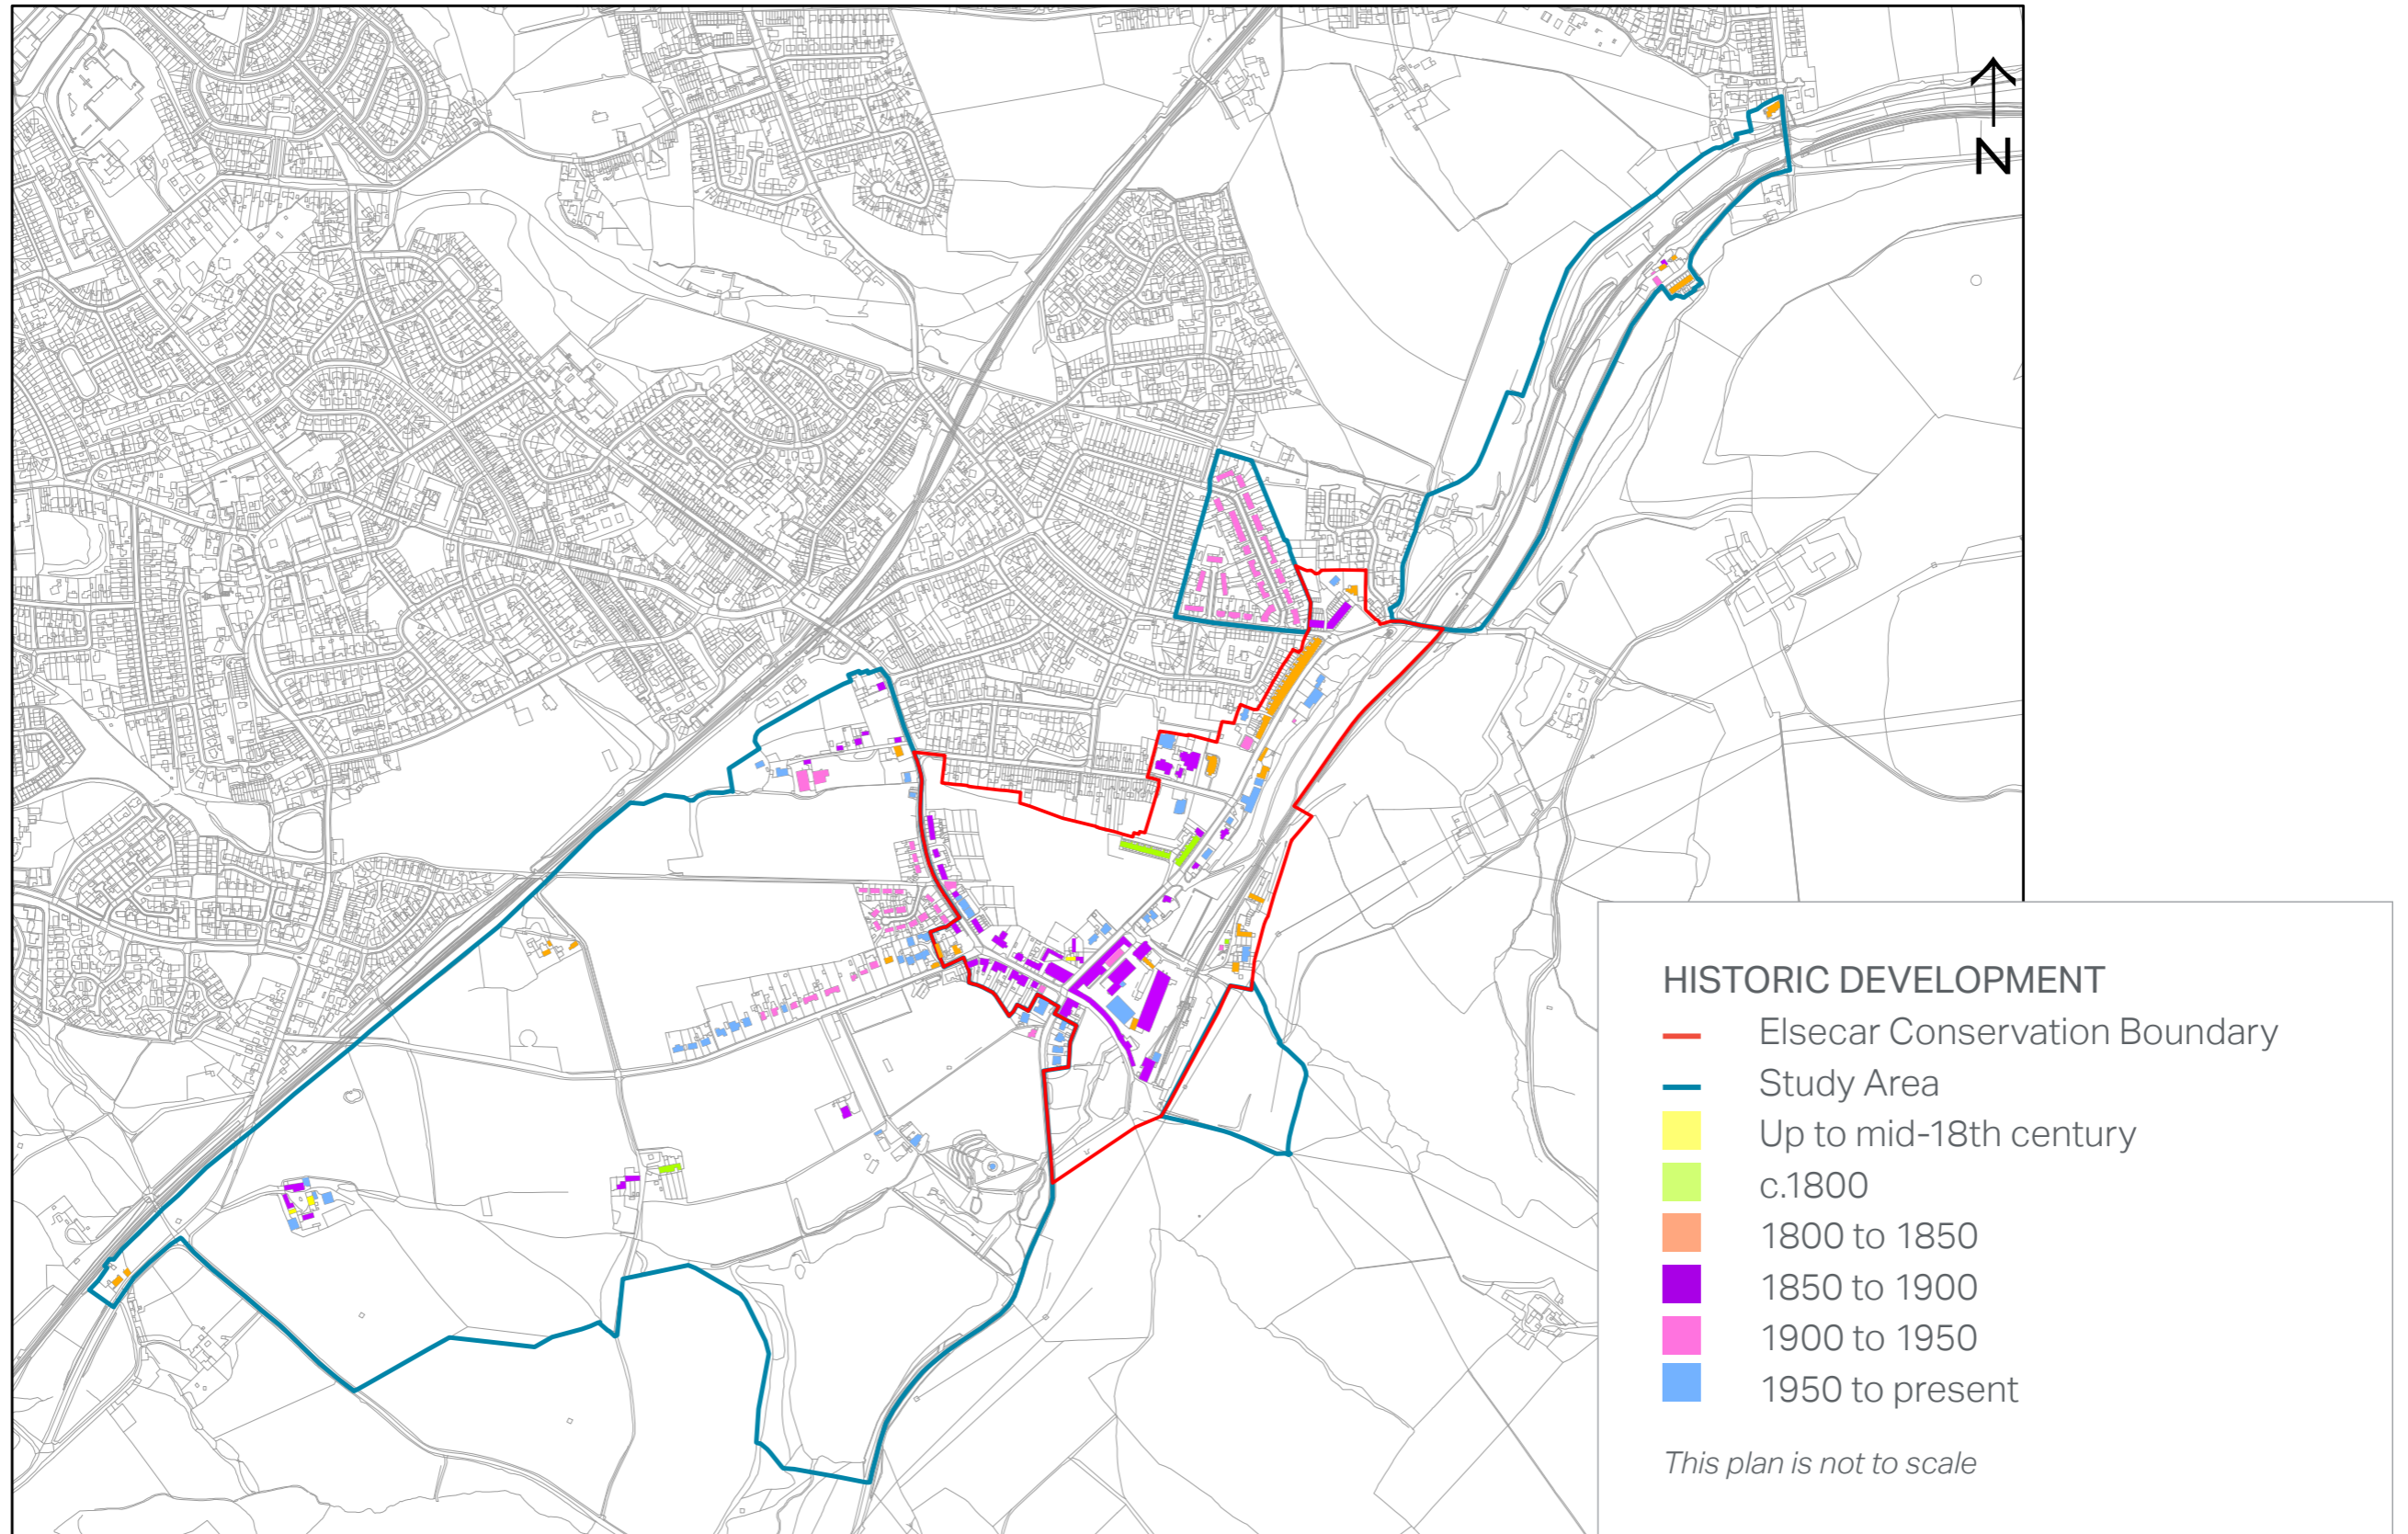 N
HISTORIC DEVELOPMENT
Elsecar Conservation Boundary
Study Area
Up to mid-18th century
c.1800
1800 to 1850
1850 to 1900
1900 to 1950
1950 to present
This plan is not to scale